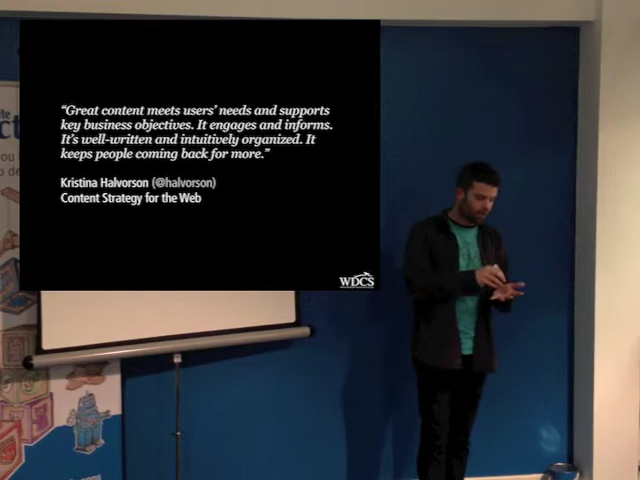 “Great content meets users’ needs and supports
key business objectives. It engages and informs.
It’s well-written and intuitively organized. It
keeps people coming back for more.”
Kristina Halvorson (@halvorson)
Content Strategy for the Web
WDCS